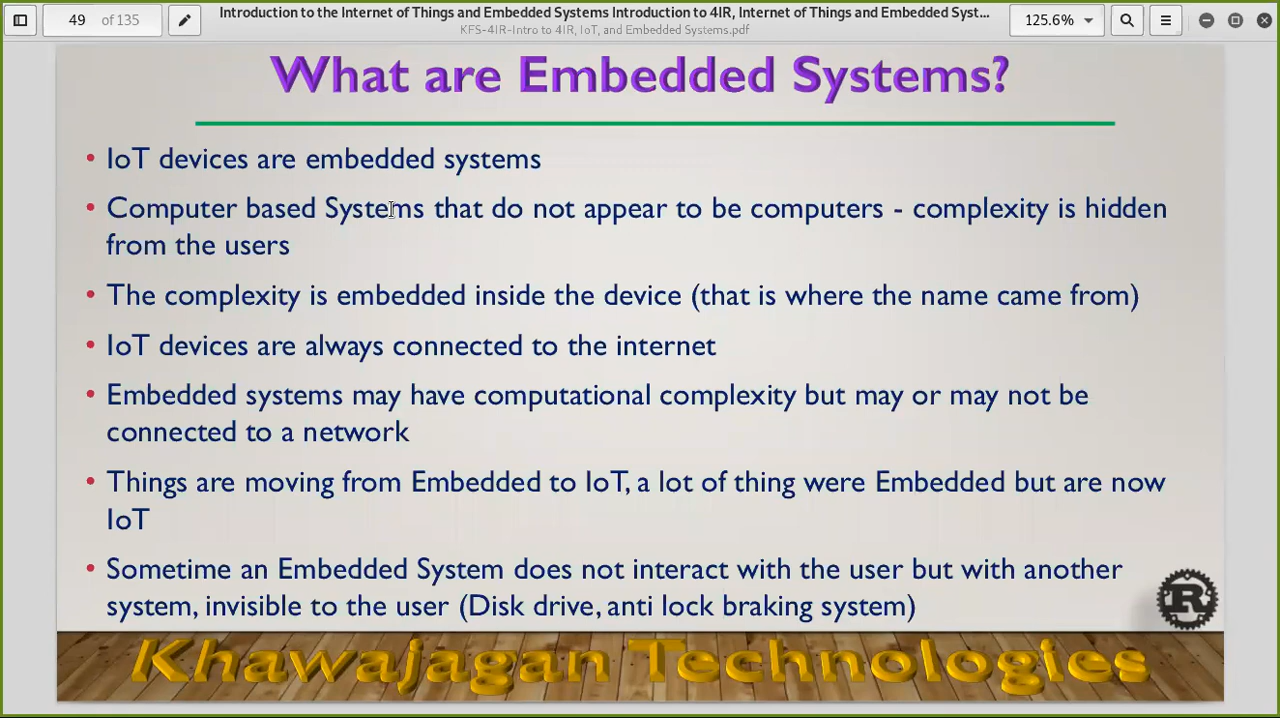 49 of 135
Introduction to the Internet of Things and Embedded Systems Introduction to 4IR, Internet of Things and Embedded Syst...
KFS-4IR-Intro to 4IR, IoT, and Embedded Systems.pdf
125.6%
What are Embedded Systems?
• IoT devices are embedded systems
• Computer based Systems that do not appear to be computers - complexity is hidden
from the users
• The complexity is embedded inside the device (that is where the name came from)
• IoT devices are always connected to the internet
• Embedded systems may have computational complexity but may or may not be
connected to a network
• Things are moving from Embedded to IoT, a lot of thing were Embedded but are now
IoT
• Sometime an Embedded System does not interact with the user but with another
system, invisible to the user (Disk drive, anti lock braking system)
R
Khawajagan Technologies